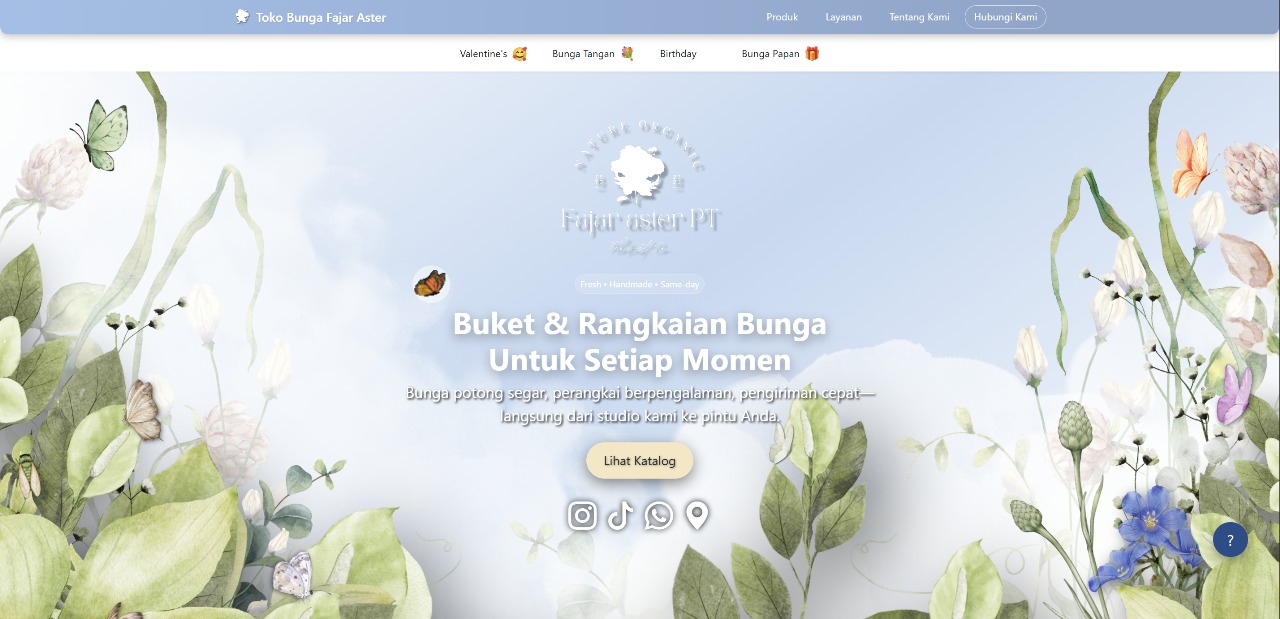 Toko Bunga Fajar Aster
Produk
Layanan
Tentang Kami
Hubungi Kami
Valentine's 🥰
Bunga Tangan 💐
Birthday
Bunga Papan 🎁
NATURE ORGANIC
Fajar aster PT
Fresh • Handmade • Same-day
Buket & Rangkaian Bunga
Untuk Setiap Momen
Bunga potong segar, perangkai berpengalaman, pengiriman cepat—
langsung dari studio kami ke pintu Anda.
Lihat Katalog
?